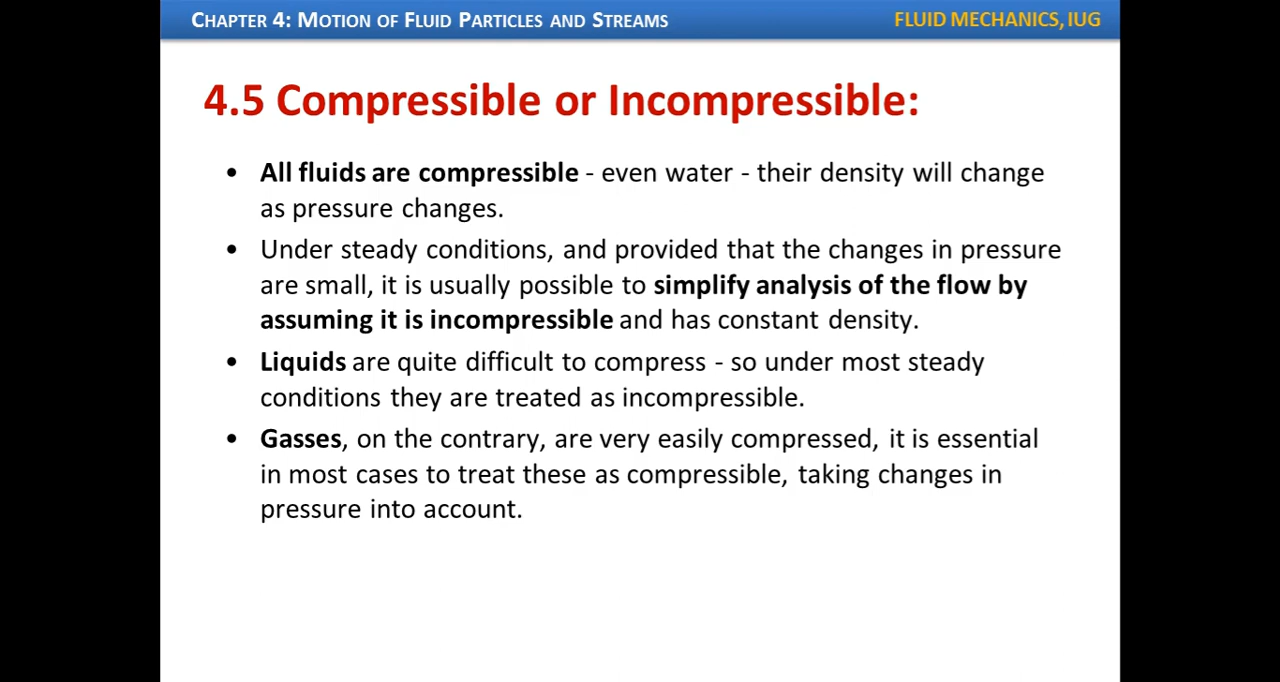 CHAPTER 4: MOTION OF FLUID PARTICLES AND STREAMS
FLUID MECHANICS, IUG
4.5 Compressible or Incompressible:
• All fluids are compressible - even water - their density will change
as pressure changes.
• Under steady conditions, and provided that the changes in pressure
are small, it is usually possible to simplify analysis of the flow by
assuming it is incompressible and has constant density.
• Liquids are quite difficult to compress - so under most steady
conditions they are treated as incompressible.
• Gasses, on the contrary, are very easily compressed, it is essential
in most cases to treat these as compressible, taking changes in
pressure into account.